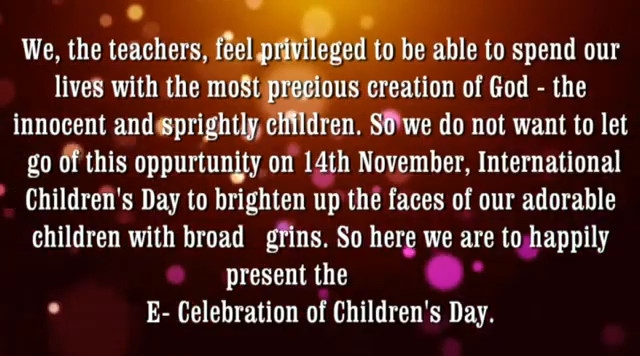 We, the teachers, feel privileged to be able to spend our
lives with the most precious creation of God - the
innocent and sprightly children. So we do not want to let
go of this oppurtunity on 14th November, International
Children's Day to brighten up the faces of our adorable
children with broad grins. So here we are to happily
present the
E- Celebration of Children's Day.